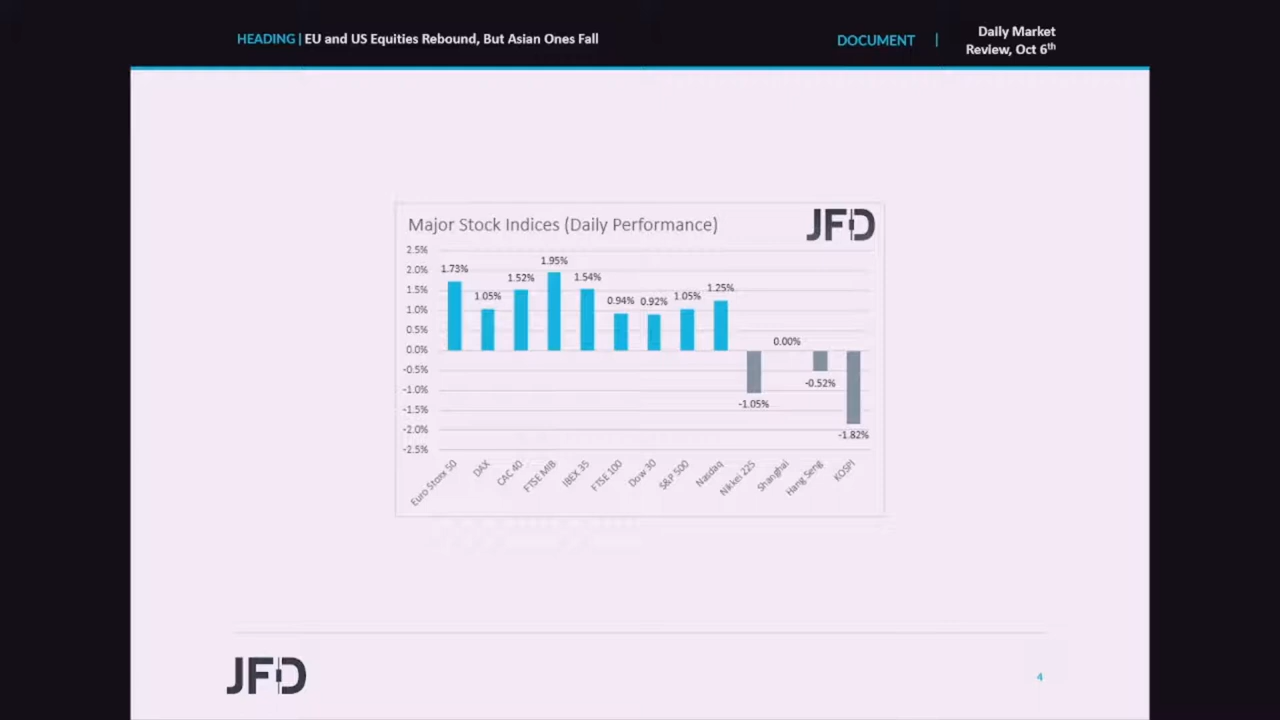 HEADING | EU and US Equities Rebound, But Asian Ones Fall
DOCUMENT |
Daily Market
Review, Oct 6th
Major Stock Indices (Daily Performance)
JFD
2.5%
2.0%
1.5%
1.0%
0.5%
0.0%
-0.5%
-1.0%
-1.5%
-2.0%
-2.5%
1.73%
1.05%
1.52%
1.95%
1.54%
0.94%
0.92%
1.05%
1.25%
-1.05%
0.00%
-0.52%
-1.82%
Euro Stoxx 50
DAX
CAC 40
FTSE MIB
IBEX 35
FTSE 100
Dow 30
S&P 500
Nasdaq
Nikkei 225
Shanghai
Hang Seng
KOSPI
JFD
4